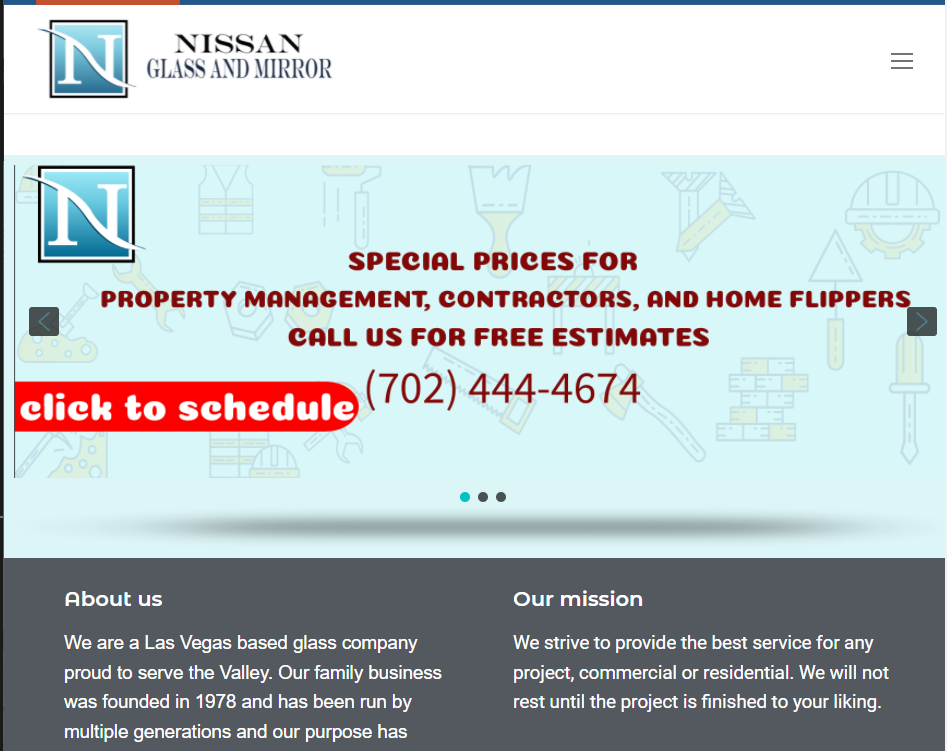 N
NISSAN
GLASS AND MIRROR
N
SPECIAL PRICES FOR
PROPERTY MANAGEMENT, CONTRACTORS, AND HOME FLIPPERS
CALL US FOR FREE ESTIMATES
(702) 444-4674
click to schedule
About us
We are a Las Vegas based glass company
proud to serve the Valley. Our family business
was founded in 1978 and has been run by
multiple generations and our purpose has
Our mission
We strive to provide the best service for any
project, commercial or residential. We will not
rest until the project is finished to your liking.